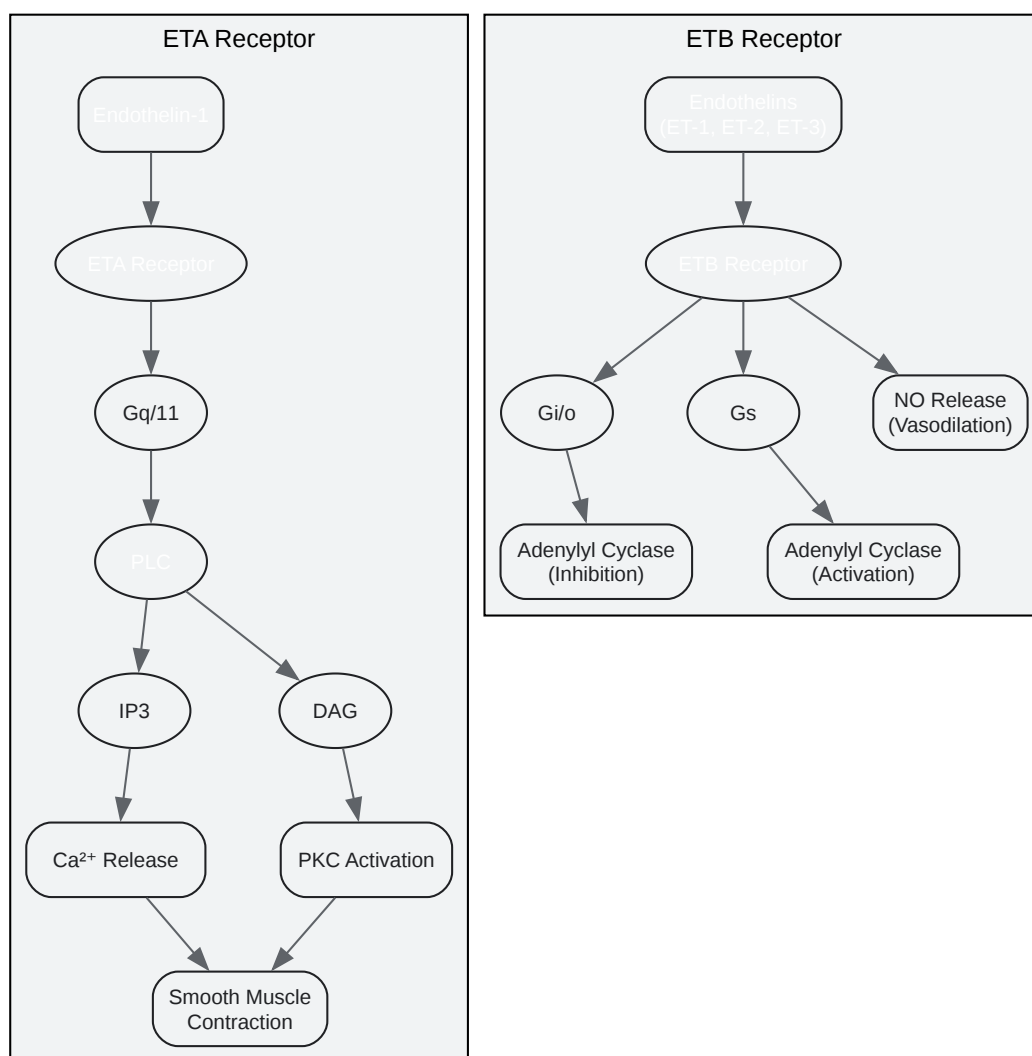 ETA Receptor
Endothelin-1
ETA Receptor
Gq/11
PLC
IP3
DAG
Ca²⁺ Release
PKC Activation
Smooth Muscle
Contraction
ETB Receptor
Endothelins
(ET-1, ET-2, ET-3)
ETB Receptor
Gi/o
Gs
NO Release
(Vasodilation)
Adenylyl Cyclase
(Inhibition)
Adenylyl Cyclase
(Activation)